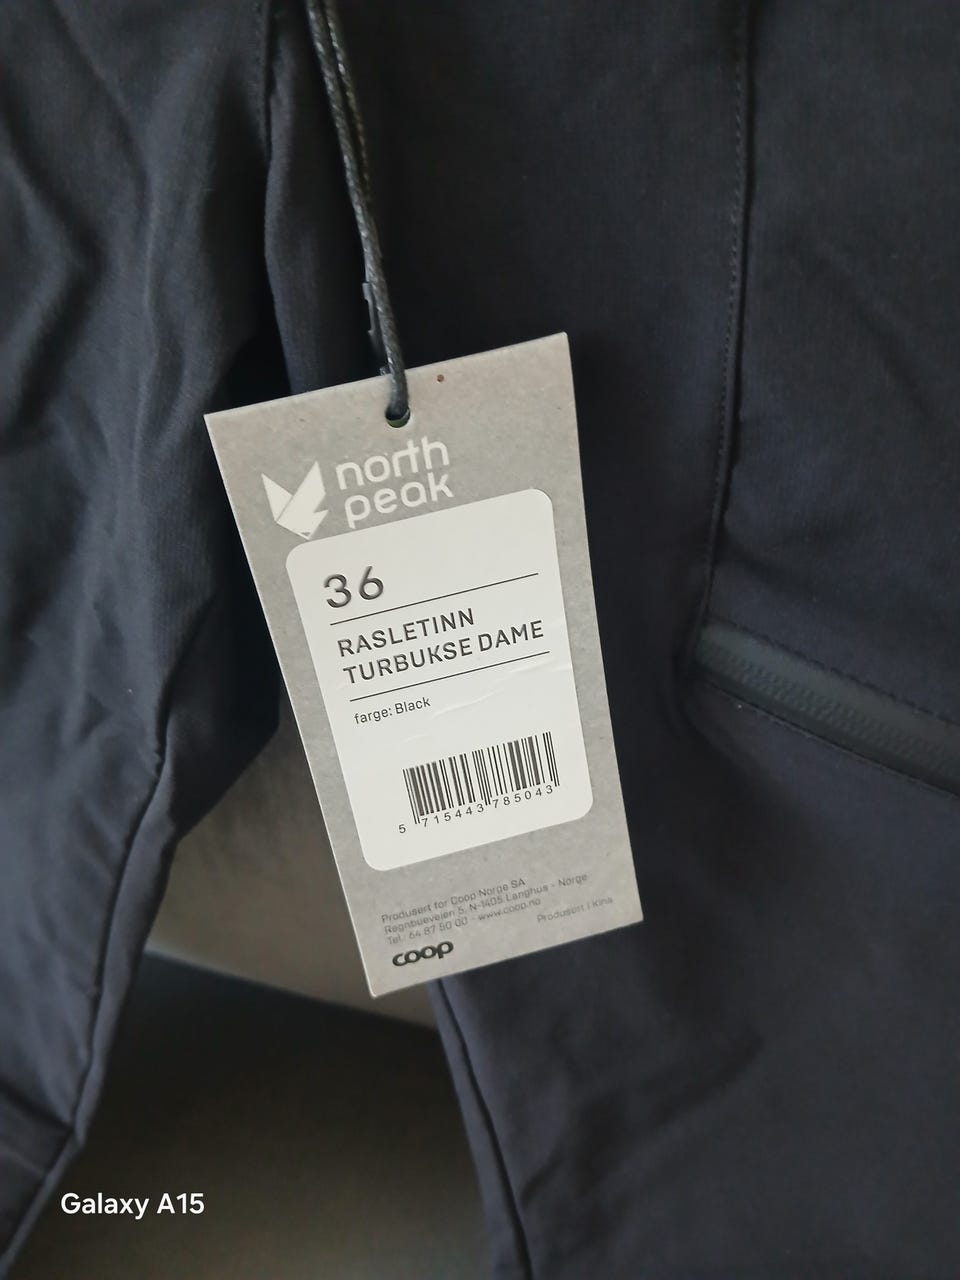 north
peak
36
RASLETINN
TURBUKSE DAME
farge: Black
5 715443 785043
Produsert for Coop Norge SA
Regnbueveien 5, N-1405 Langhus - Norge
Tel. 64 87 50 00 - www.coop.no
Produsert i Kina
coop
Galaxy A15